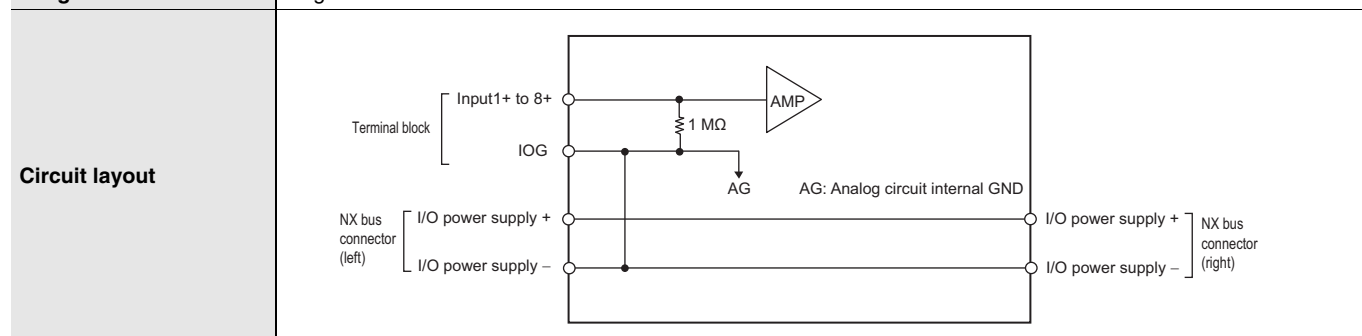 Circuit layout
Input1+ to 8+
AMP
Terminal block
1 MΩ
IOG
AG
AG: Analog circuit internal GND
NX bus
connector
(left)
I/O power supply +
I/O power supply −
I/O power supply +
I/O power supply −
NX bus
connector
(right)